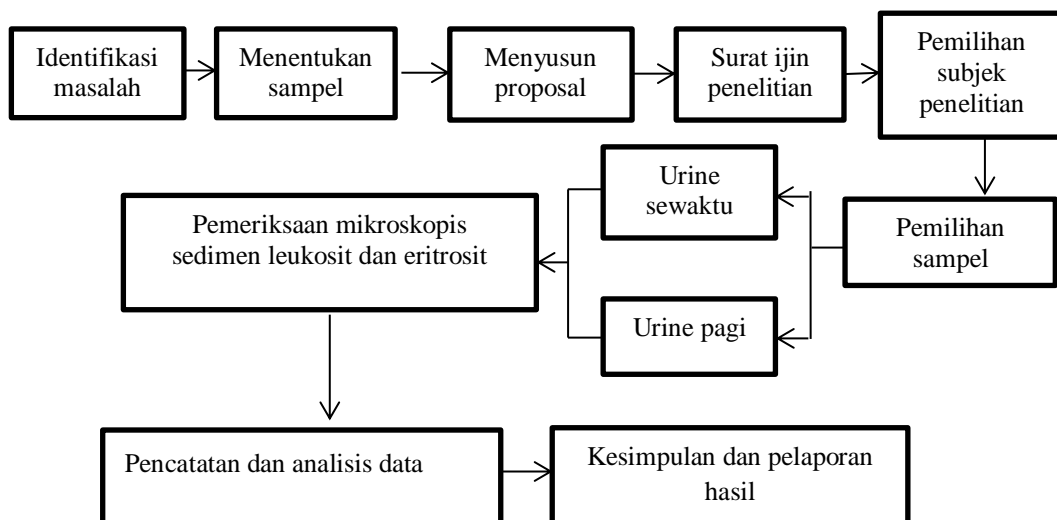 Identifikasi
masalah
Menentukan
sampel
Menyusun
proposal
Surat ijin
penelitian
Pemilihan
subjek
penelitian
Pemilihan
sampel
Urine
sewaktu
Urine pagi
Pemeriksaan mikroskopis
sedimen leukosit dan eritrosit
Pencatatan dan analisis data
Kesimpulan dan pelaporan
hasil